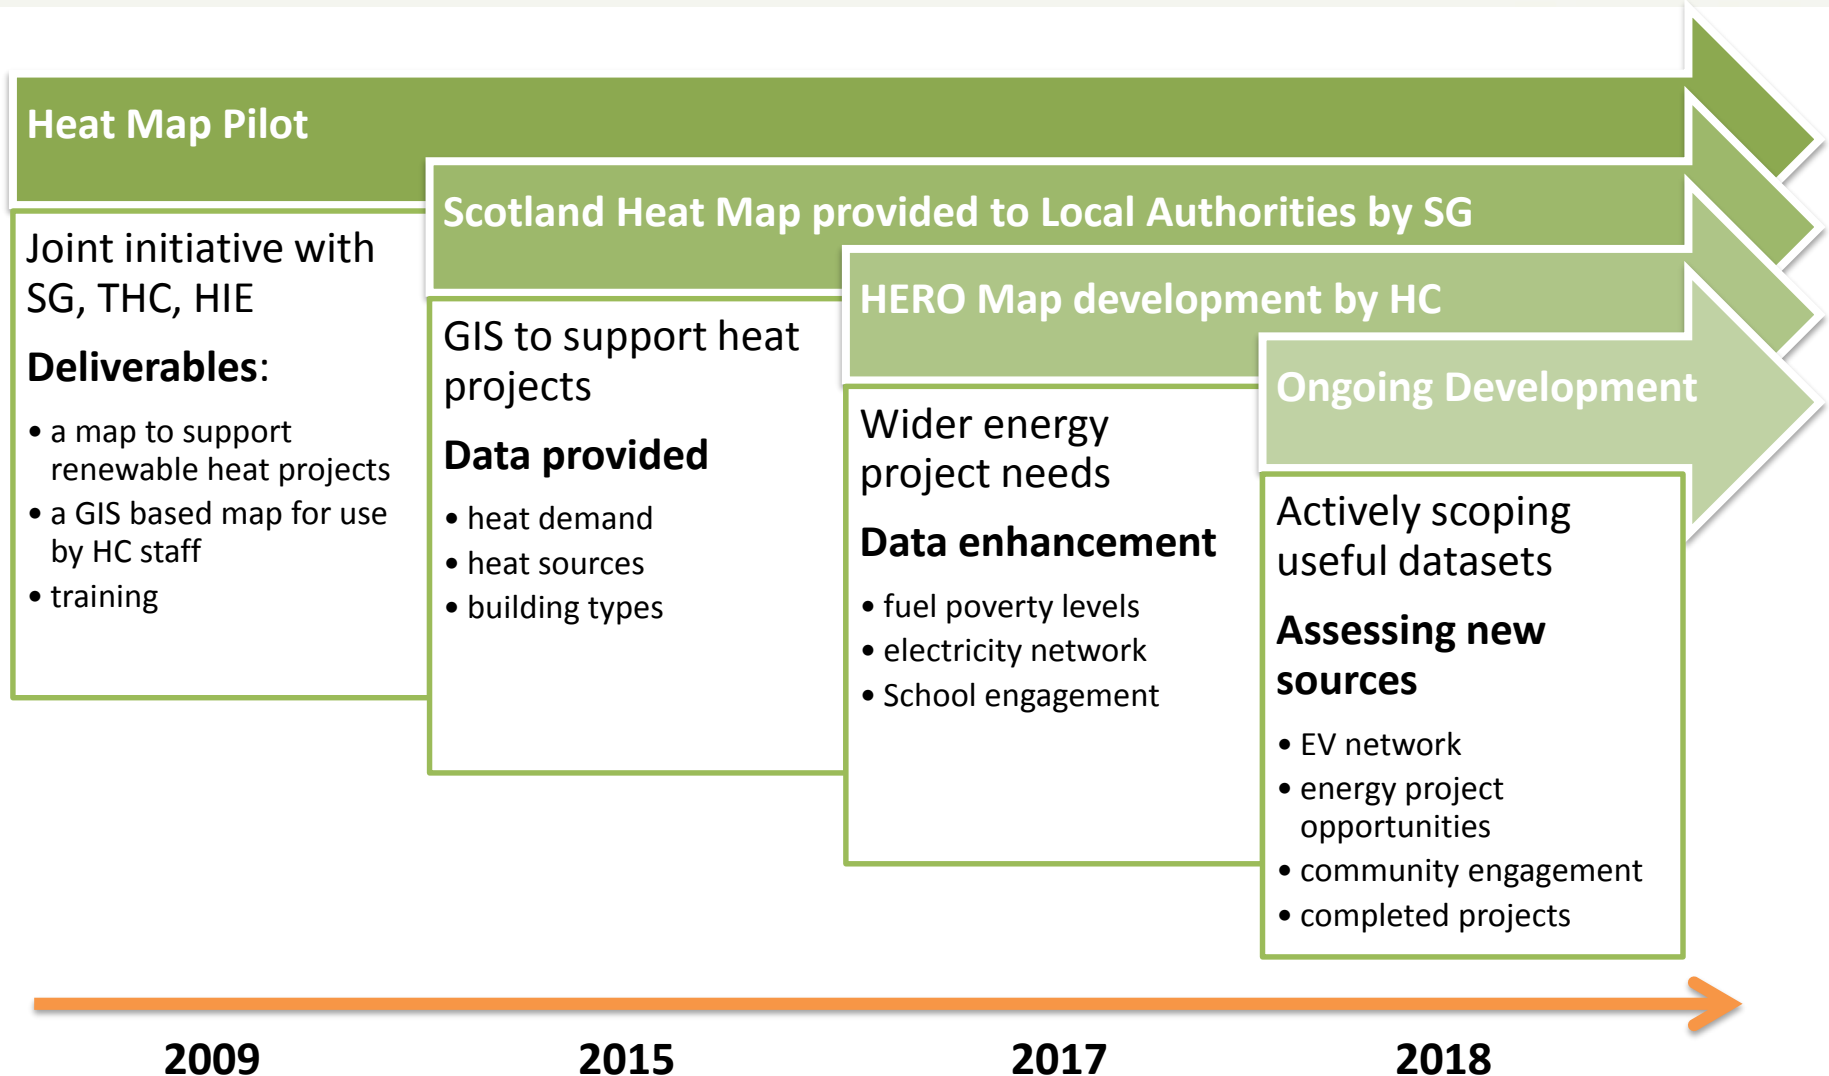 Heat Map Pilot
Joint initiative with
SG, THC, HIE
Deliverables:
• a map to support
renewable heat projects
• a GIS based map for use
by HC staff
• training
Scotland Heat Map provided to Local Authorities by SG
GIS to support heat
projects
Data provided
• heat demand
• heat sources
• building types
HERO Map development by HC
Wider energy
project needs
Data enhancement
• fuel poverty levels
• electricity network
• School engagement
Ongoing Development
Actively scoping
useful datasets
Assessing new
sources
• EV network
• energy project
opportunities
• community engagement
• completed projects
2009
2015
2017
2018